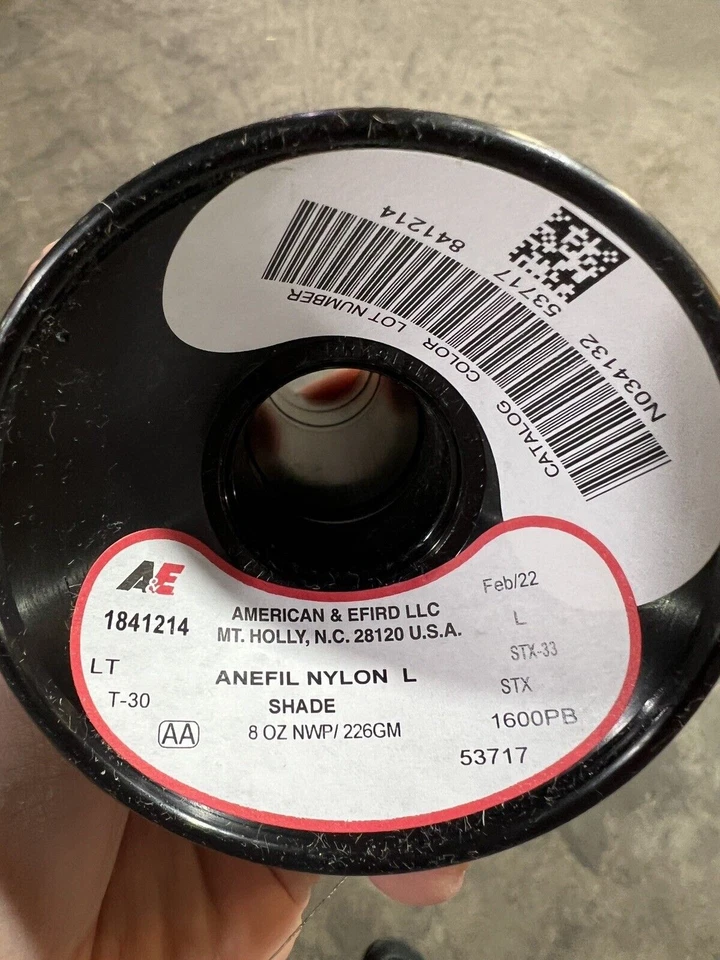 841214
53717
N034132
LOT NUMBER
COLOR
CATALOG
A&E
1841214
AMERICAN & EFIRD LLC
MT. HOLLY, N.C. 28120 U.S.A.
Feb/22
L
LT
ANEFIL NYLON L
STX-33
T-30
SHADE
STX
AA
8 OZ NWP/ 226GM
1600PB
53717